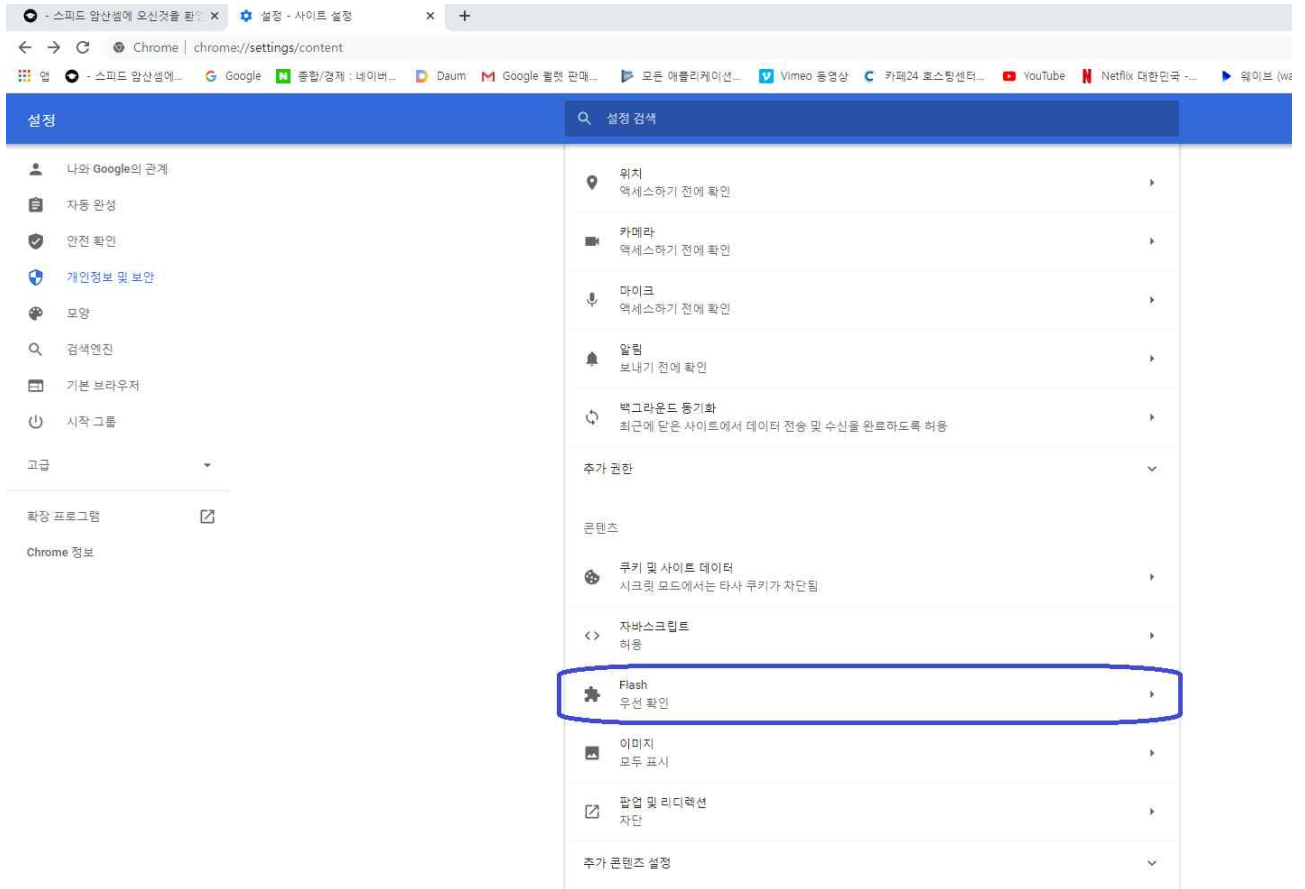 - 스피드 암산셈에 오신것을 환영
설정 - 사이트 설정
Chrome | chrome://settings/content
앱
- 스피드 암산셈에...
Google
종합/경제 : 네이버...
Daum
Google 월렛 판매...
모든 애플리케이션...
Vimeo 동영상
카페24 호스팅센터...
YouTube
Netflix 대한민국 -...
웨이브 (wa
설정
설정 검색
나와 Google의 관계
자동 완성
안전 확인
개인정보 및 보안
모양
검색엔진
기본 브라우저
시작 그룹
고급
확장 프로그램
Chrome 정보
위치
액세스하기 전에 확인
카메라
액세스하기 전에 확인
마이크
액세스하기 전에 확인
알림
보내기 전에 확인
백그라운드 동기화
최근에 닫은 사이트에서 데이터 전송 및 수신을 완료하도록 허용
추가 권한
콘텐츠
쿠키 및 사이트 데이터
시크릿 모드에서는 타사 쿠키가 차단됨
자바스크립트
허용
Flash
우선 확인
이미지
모두 표시
팝업 및 리디렉션
차단
추가 콘텐츠 설정